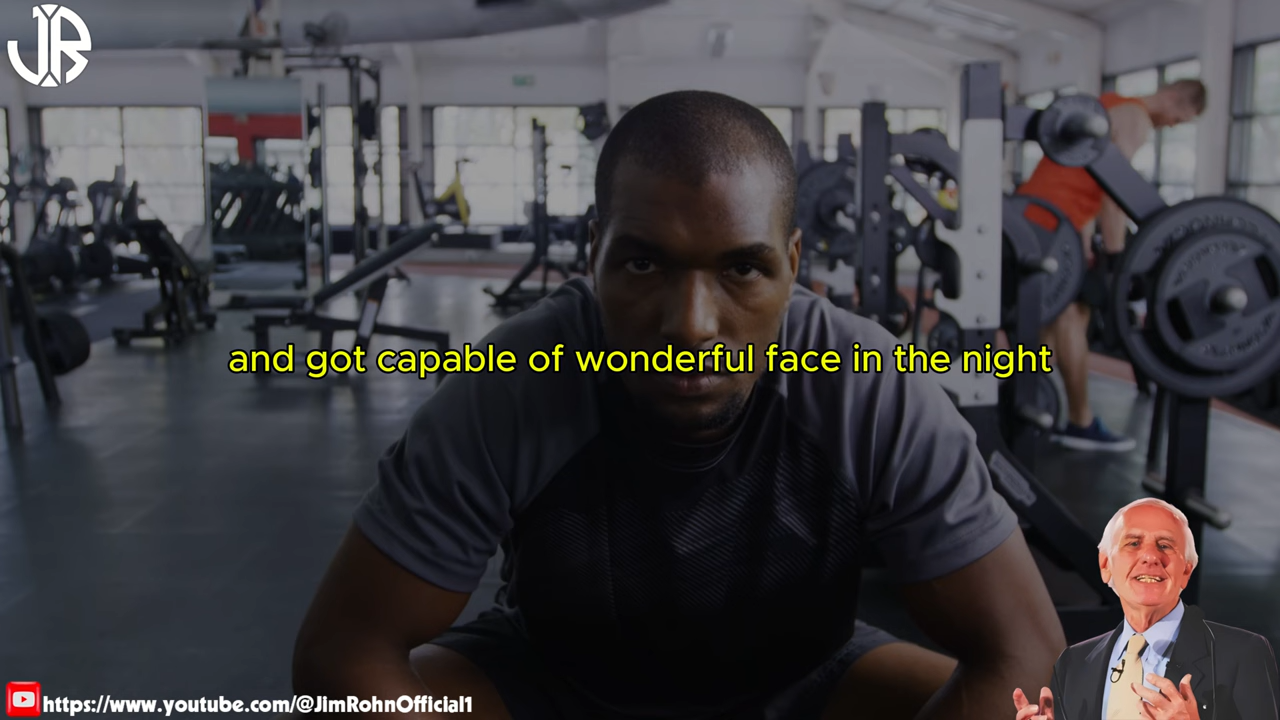 JR
and got capable of wonderful face in the night
https://www.youtube.com/@JimRohnOfficial1